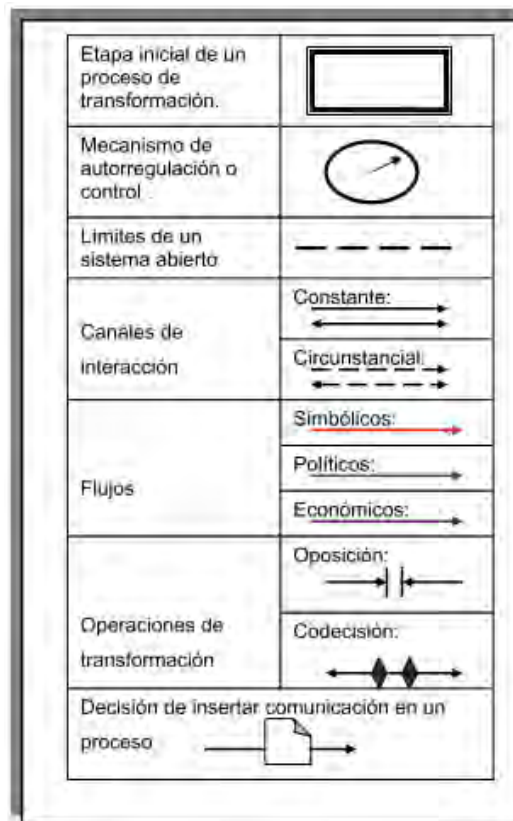 Etapa inicial de un
proceso de
transformación.
Mecanismo de
autorregulación o
control
Limites de un
sistema abierto
Canales de
interacción
Constante:
Circunstancial:
Flujos
Simbólicos:
Políticos:
Económicos:
Operaciones de
transformación
Oposición:
Codecisión:
Decisión de insertar comunicación en un
proceso